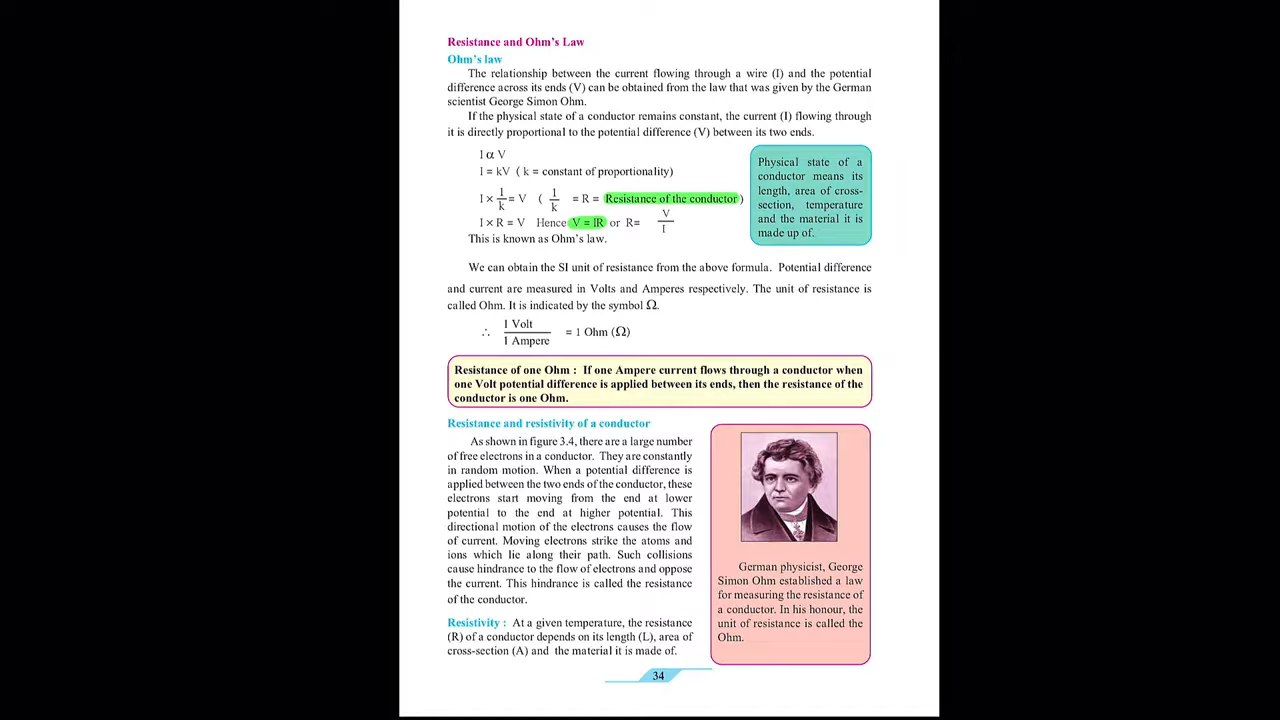 Resistance and Ohm's Law
Ohm's law
The relationship between the current flowing through a wire (I) and the potential
difference across its ends (V) can be obtained from the law that was given by the German
scientist George Simon Ohm.
If the physical state of a conductor remains constant, the current (I) flowing through
it is directly proportional to the potential difference (V) between its two ends.
I α V
I = kV ( k = constant of proportionality)
I × 1/k = V ( 1/k = R = Resistance of the conductor )
I × R = V Hence V = IR or R= V/I
This is known as Ohm's law.
Physical state of a
conductor means its
length, area of cross-
section, temperature
and the material it is
made up of.
We can obtain the SI unit of resistance from the above formula. Potential difference
and current are measured in Volts and Amperes respectively. The unit of resistance is
called Ohm. It is indicated by the symbol Ω.
∴ 1 Volt / 1 Ampere = 1 Ohm (Ω)
Resistance of one Ohm : If one Ampere current flows through a conductor when
one Volt potential difference is applied between its ends, then the resistance of the
conductor is one Ohm.
Resistance and resistivity of a conductor
As shown in figure 3.4, there are a large number
of free electrons in a conductor. They are constantly
in random motion. When a potential difference is
applied between the two ends of the conductor, these
electrons start moving from the end at lower
potential to the end at higher potential. This
directional motion of the electrons causes the flow
of current. Moving electrons strike the atoms and
ions which lie along their path. Such collisions
cause hindrance to the flow of electrons and oppose
the current. This hindrance is called the resistance
of the conductor.
Resistivity : At a given temperature, the resistance
(R) of a conductor depends on its length (L), area of
cross-section (A) and the material it is made of.
German physicist, George
Simon Ohm established a law
for measuring the resistance of
a conductor. In his honour, the
unit of resistance is called the
Ohm.
34